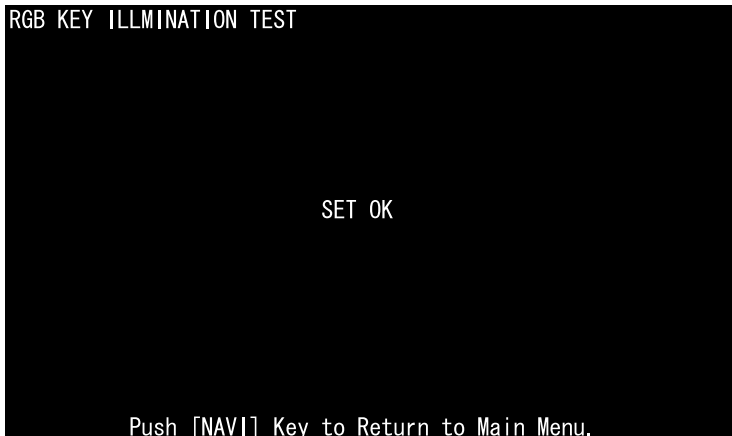 RGB KEY ILLMINATION TEST
SET OK
Push [NAVI] Key to Return to Main Menu.